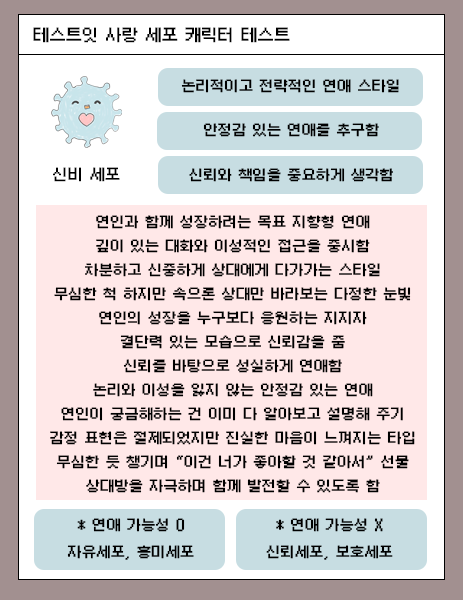 테스트잇 사랑 세포 캐릭터 테스트
신비 세포
논리적이고 전략적인 연애 스타일
안정감 있는 연애를 추구함
신뢰와 책임을 중요하게 생각함
연인과 함께 성장하려는 목표 지향형 연애
깊이 있는 대화와 이성적인 접근을 중시함
차분하고 신중하게 상대에게 다가가는 스타일
무심한 척 하지만 속으론 상대만 바라보는 다정한 눈빛
연인의 성장을 누구보다 응원하는 지지자
결단력 있는 모습으로 신뢰감을 줌
신뢰를 바탕으로 성실하게 연애함
논리와 이성을 잃지 않는 안정감 있는 연애
연인이 궁금해하는 건 이미 다 알아보고 설명해 주기
감정 표현은 절제되었지만 진실한 마음이 느껴지는 타입
무심한 듯 챙기며 “이건 너가 좋아할 것 같아서” 선물
상대방을 자극하며 함께 발전할 수 있도록 함
* 연애 가능성 O
자유세포, 흥미세포
* 연애 가능성 X
신뢰세포, 보호세포